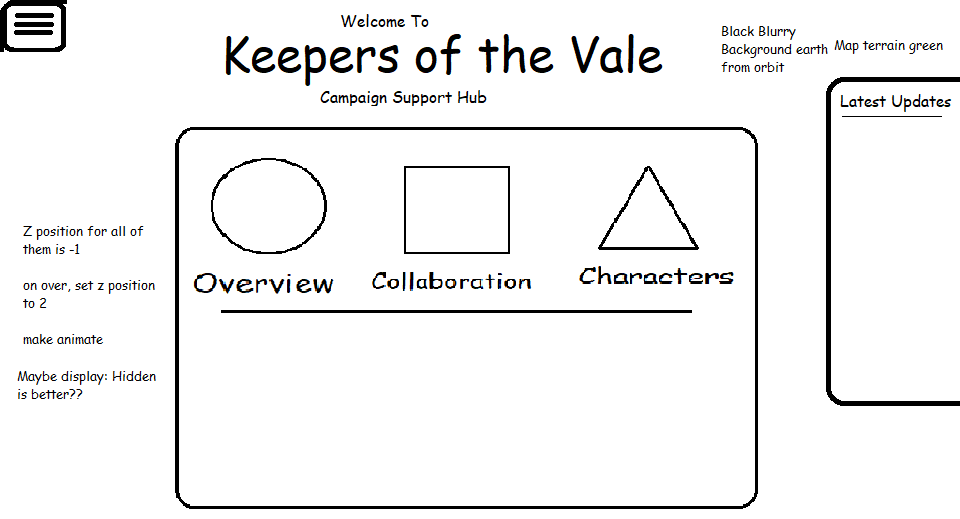 Welcome To
Keepers of the Vale
Campaign Support Hub
Black Blurry
Background earth
from orbit
Map terrain green
Latest Updates
Overview
Collaboration
Characters
Z position for all of
them is -1
on over, set z position
to 2
make animate
Maybe display: Hidden
is better??